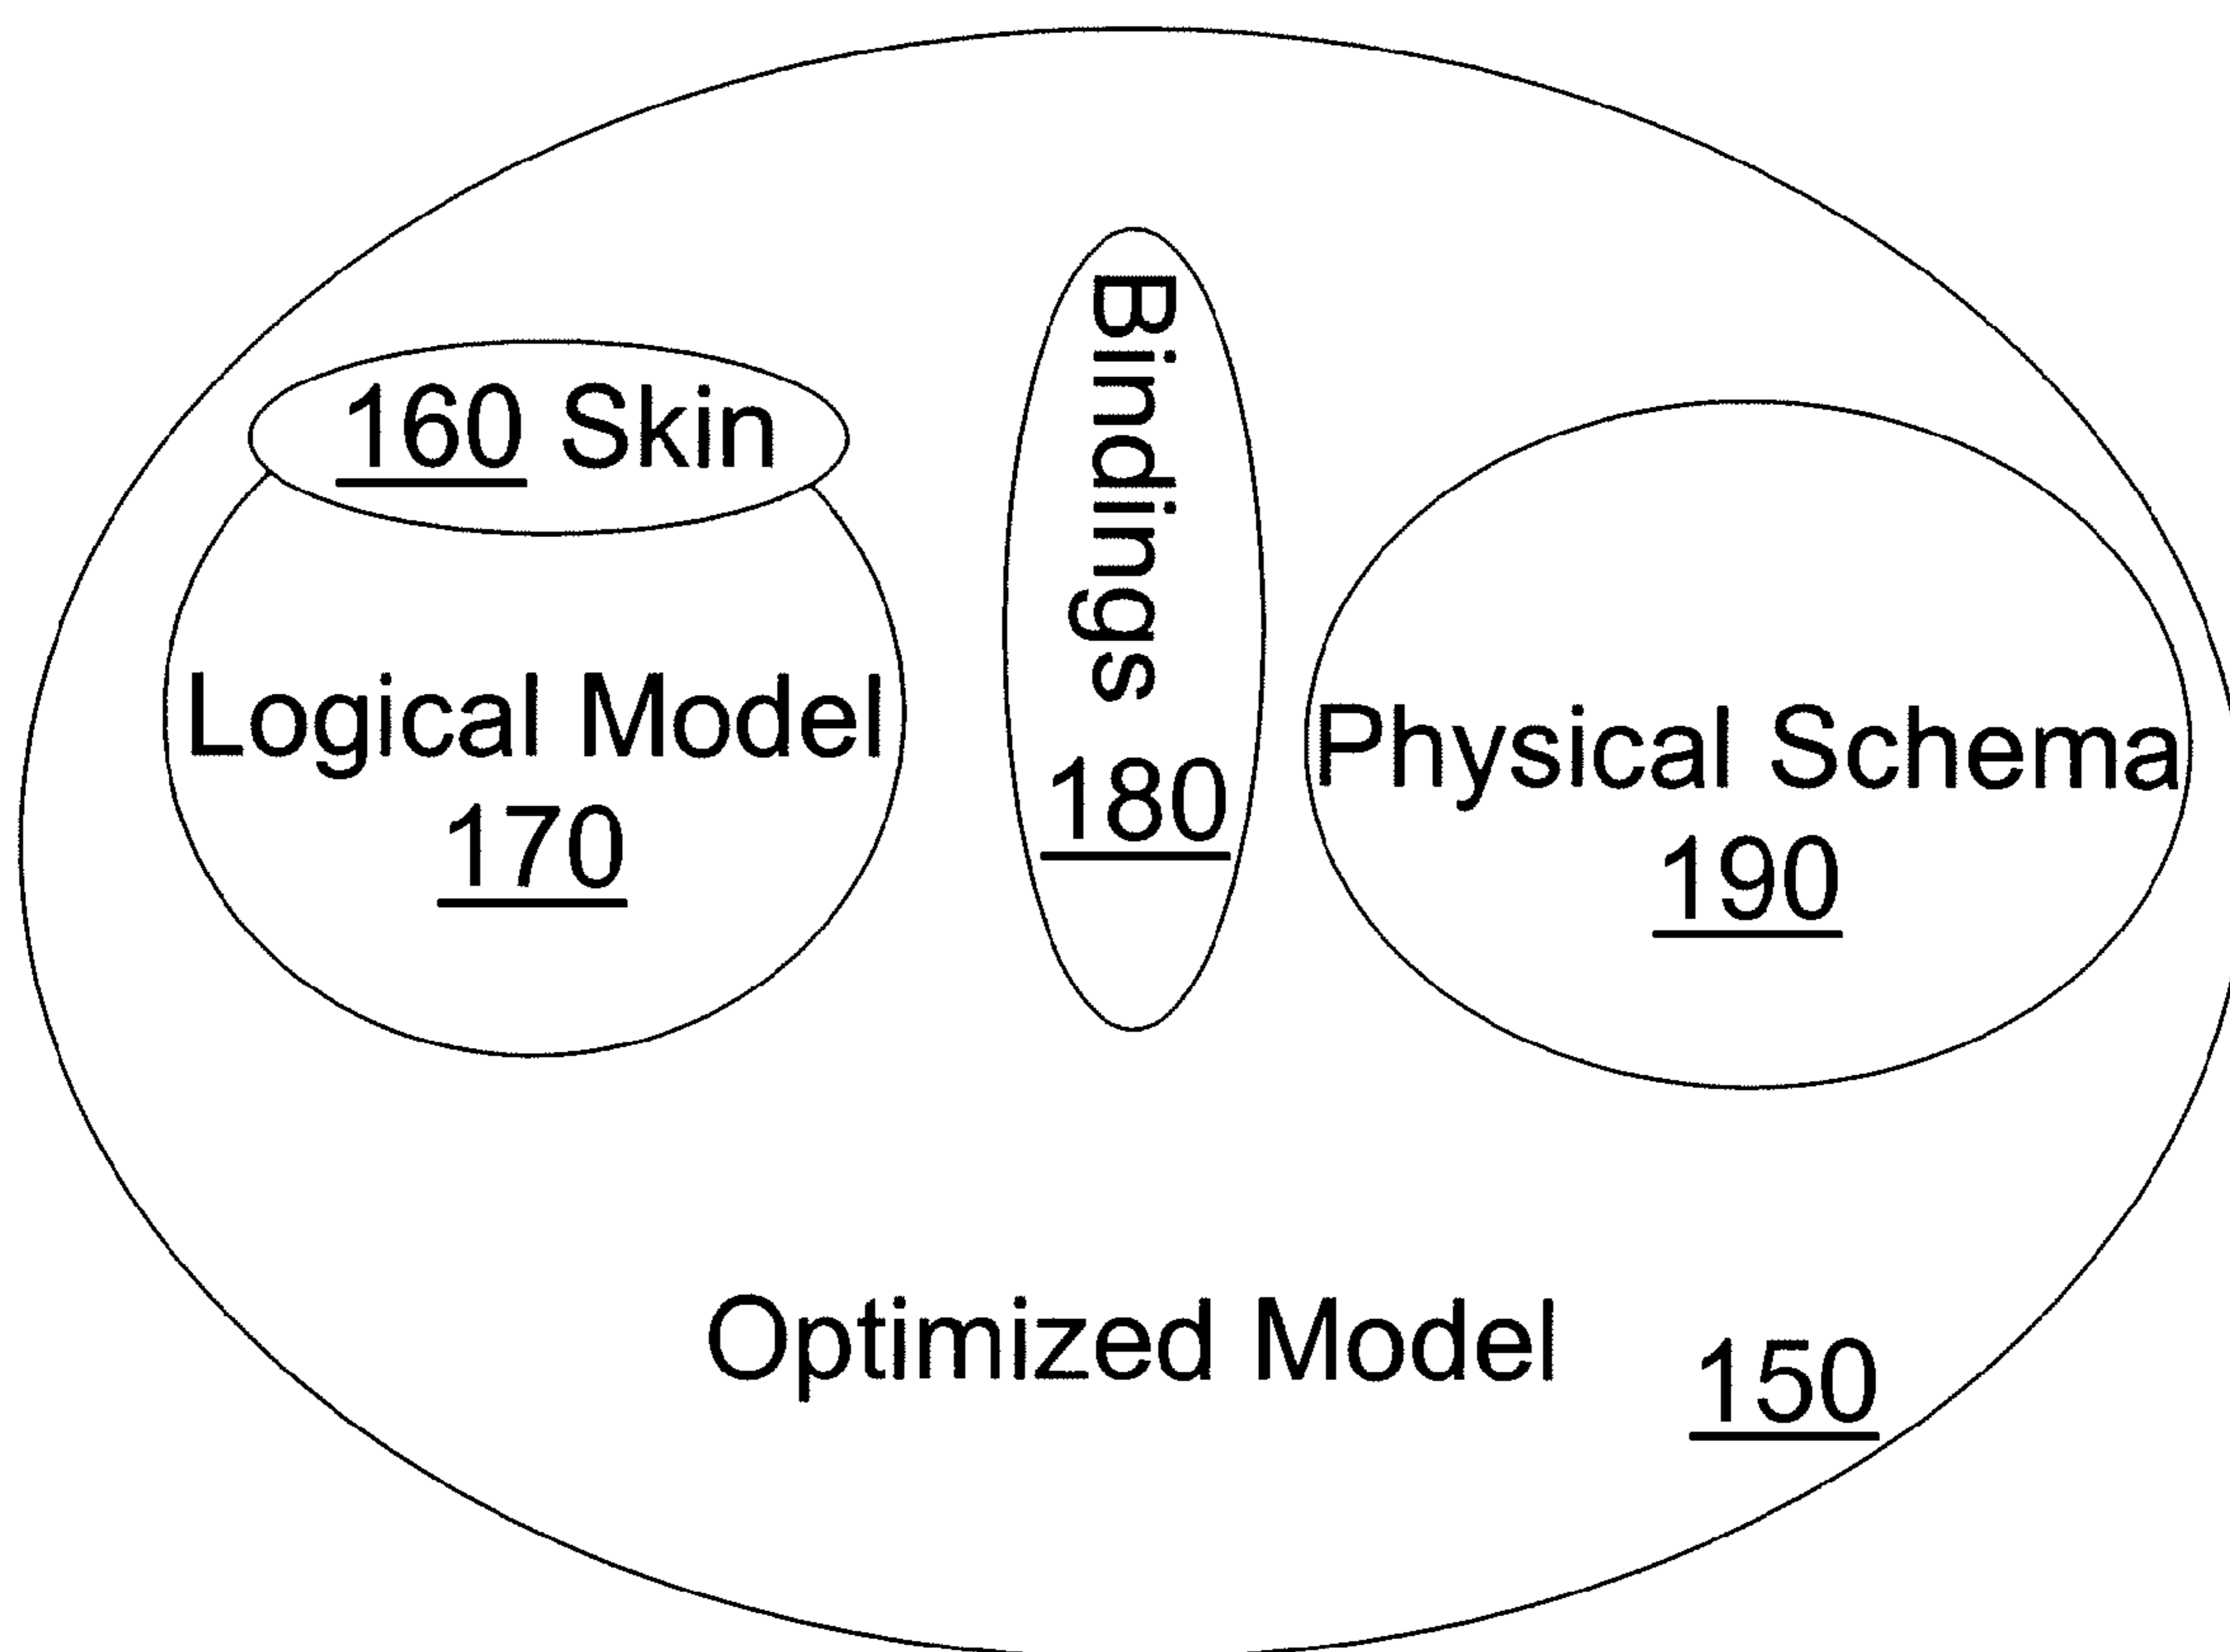 160 Skin
Logical Model
170
Bindings
180
Physical Schema
190
Optimized Model
150